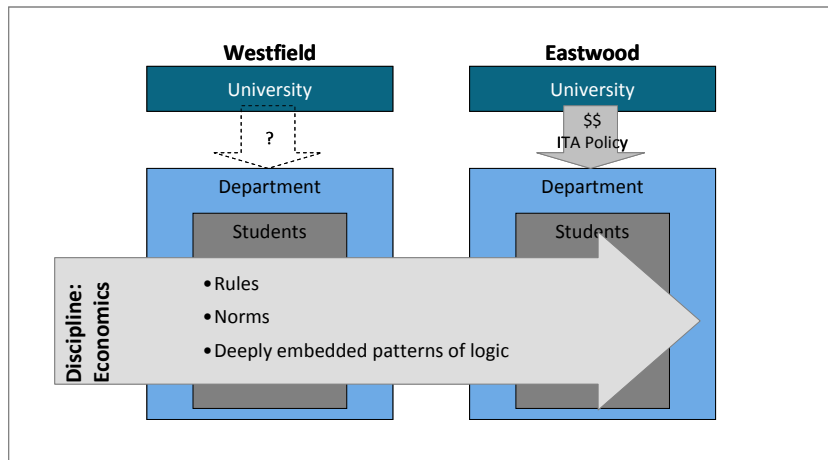 Westfield
Eastwood
University
University
?
$$
ITA Policy
Department
Department
Students
Students
Discipline:
Economics
•Rules
•Norms
•Deeply embedded patterns of logic